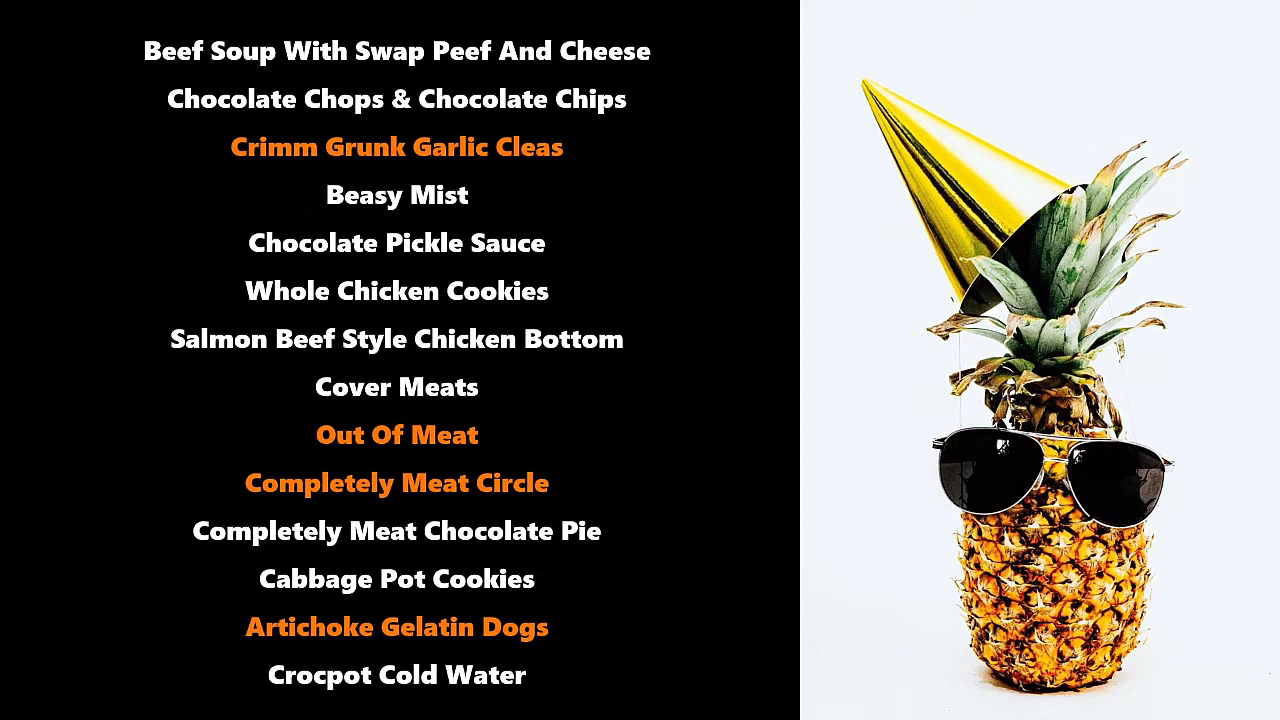 Beef Soup With Swap Peef And Cheese
Chocolate Chops & Chocolate Chips
Crimm Grunk Garlic Cleas
Beasy Mist
Chocolate Pickle Sauce
Whole Chicken Cookies
Salmon Beef Style Chicken Bottom
Cover Meats
Out Of Meat
Completely Meat Circle
Completely Meat Chocolate Pie
Cabbage Pot Cookies
Artichoke Gelatin Dogs
Crocpot Cold Water